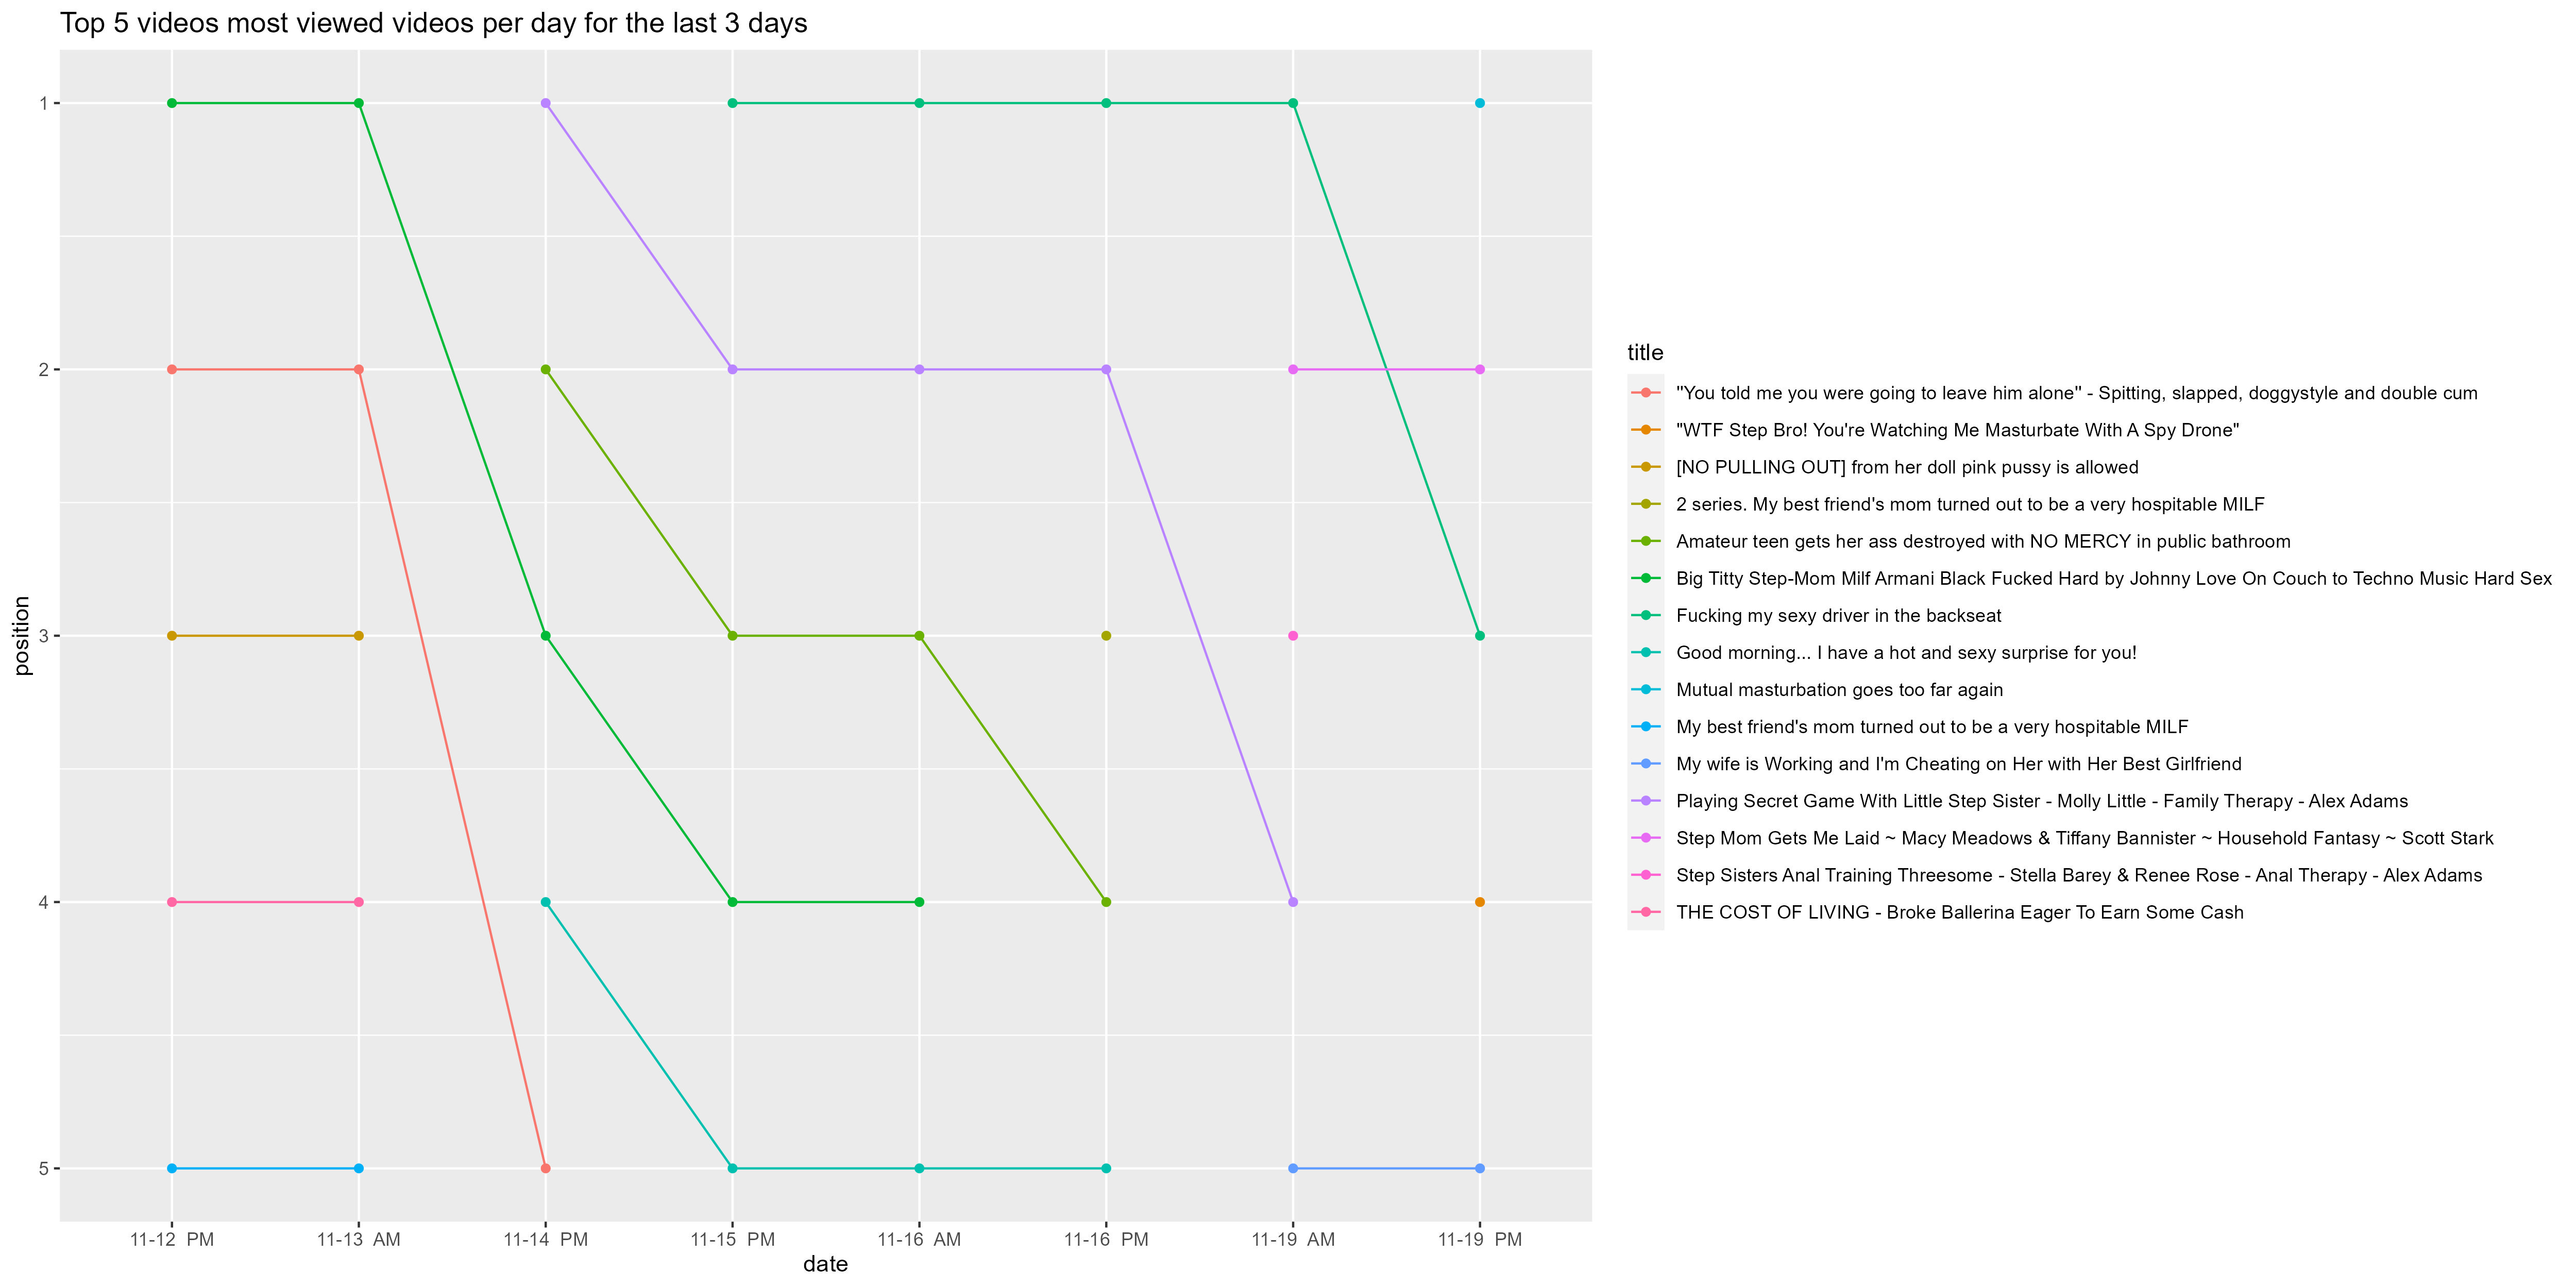 Top 5 videos most viewed videos per day for the last 3 days
position
1
2
3
4
5
11-12 PM
11-13 AM
11-14 PM
11-15 PM
11-16 AM
11-16 PM
11-19 AM
11-19 PM
date
title
"You told me you were going to leave him alone" - Spitting, slapped, doggystyle and double cum
"WTF Step Bro! You're Watching Me Masturbate With A Spy Drone"
[NO PULLING OUT] from her doll pink pussy is allowed
2 series. My best friend's mom turned out to be a very hospitable MILF
Amateur teen gets her ass destroyed with NO MERCY in public bathroom
Big Titty Step-Mom Milf Armani Black Fucked Hard by Johnny Love On Couch to Techno Music Hard Sex
Fucking my sexy driver in the backseat
Good morning... I have a hot and sexy surprise for you!
Mutual masturbation goes too far again
My best friend's mom turned out to be a very hospitable MILF
My wife is Working and I'm Cheating on Her with Her Best Girlfriend
Playing Secret Game With Little Step Sister - Molly Little - Family Therapy - Alex Adams
Step Mom Gets Me Laid ~ Macy Meadows & Tiffany Bannister ~ Household Fantasy ~ Scott Stark
Step Sisters Anal Training Threesome - Stella Barey & Renee Rose - Anal Therapy - Alex Adams
THE COST OF LIVING - Broke Ballerina Eager To Earn Some Cash